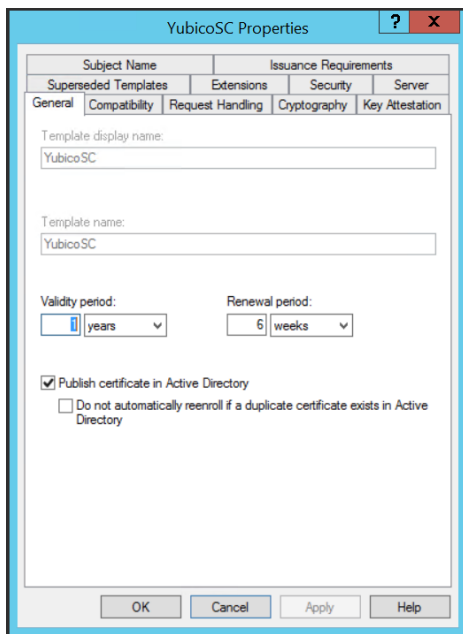 YubicoSC Properties
? x
Subject Name Issuance Requirements
Superseded Templates Extensions Security Server
General Compatibility Request Handling Cryptography Key Attestation
Template display name:
YubicoSC
Template name:
YubicoSC
Validity period: Renewal period:
1 years 6 weeks
Publish certificate in Active Directory
Do not automatically reenroll if a duplicate certificate exists in Active
Directory
OK Cancel Apply Help